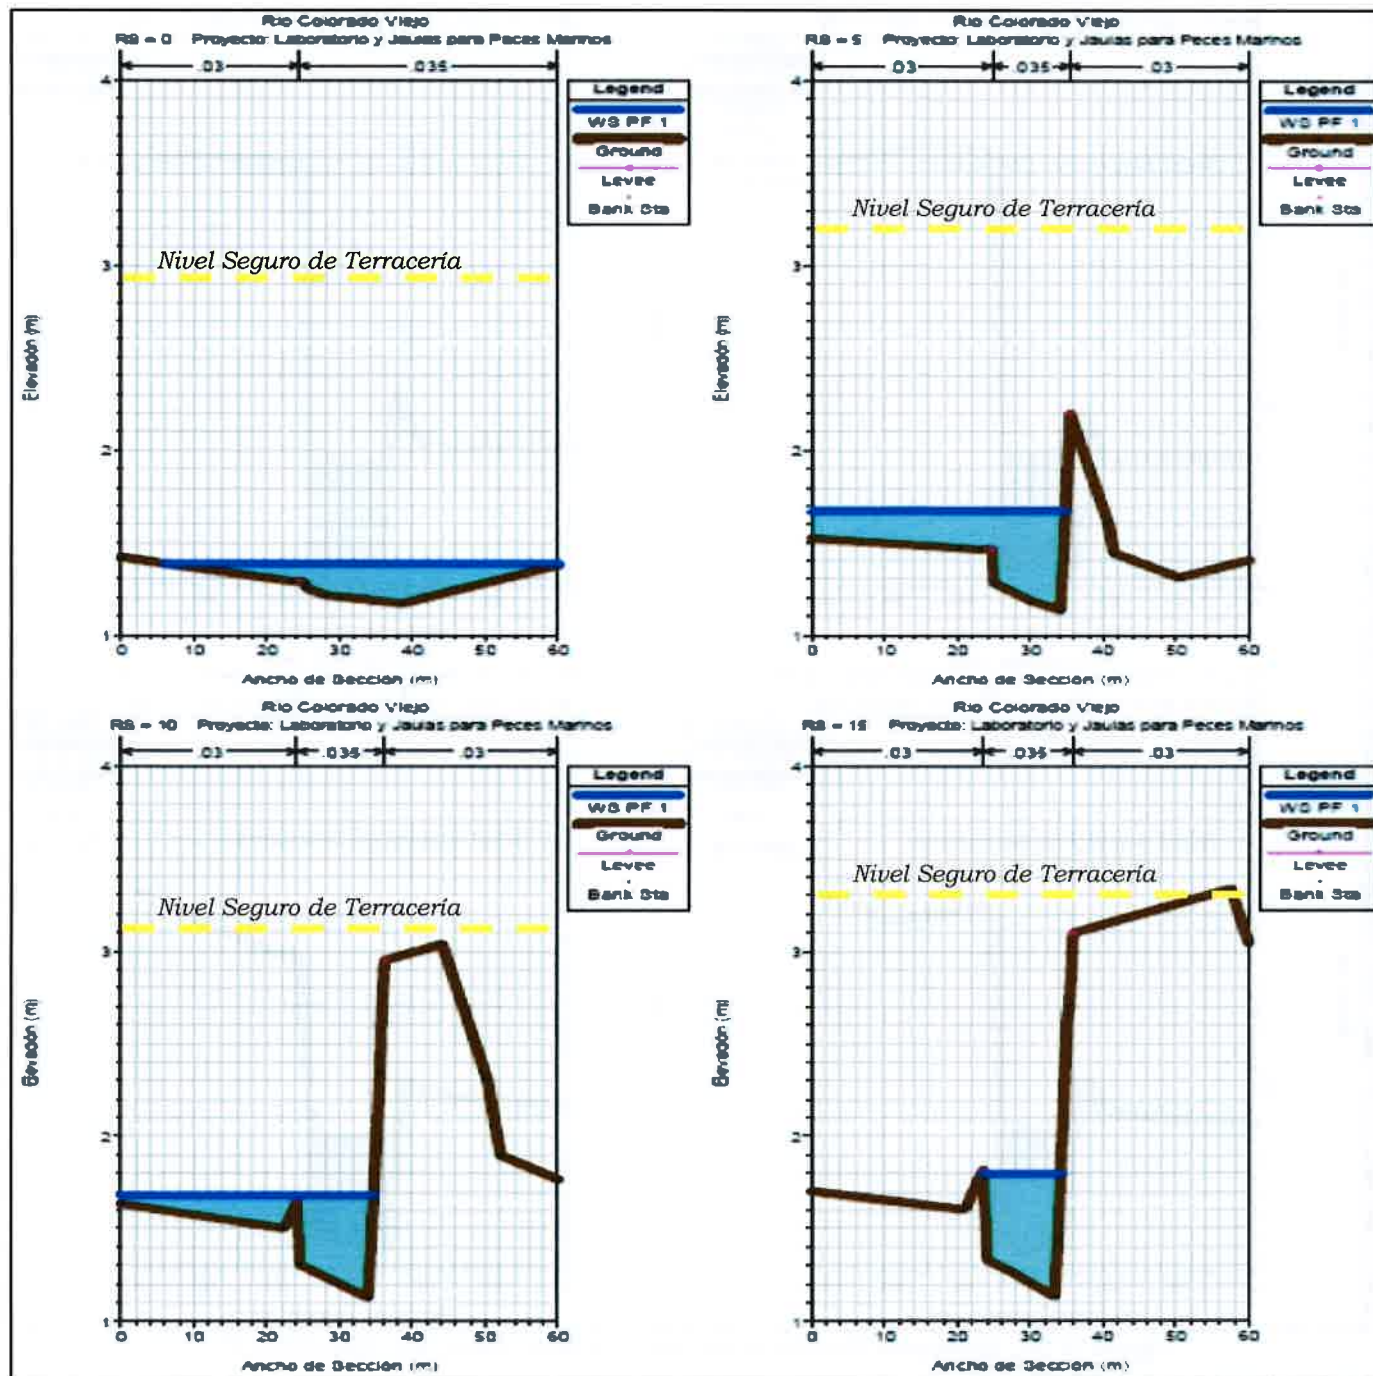 Rio Colorado Viejo
RS = 0 Proyecto: Laboratorio y Jaulas para Peces Marinos
.03
.035
4
3
2
1
Elevación (m)
Nivel Seguro de Terracería
0 10 20 30 40 50 60
Ancho de Sección (m)
Legend
WS PF 1
Ground
Levee
Bank Sta
Rio Colorado Viejo
RS = 5 Proyecto: Laboratorio y Jaulas para Peces Marinos
.03
.035
.03
4
3
2
1
Elevación (m)
Nivel Seguro de Terracería
0 10 20 30 40 50 60
Ancho de Sección (m)
Legend
WS PF 1
Ground
Levee
Bank Sta
Rio Colorado Viejo
RS = 10 Proyecto: Laboratorio y Jaulas para Peces Marinos
.03
.035
.03
4
3
2
1
Elevación (m)
Nivel Seguro de Terracería
0 10 20 30 40 50 60
Ancho de Sección (m)
Legend
WS PF 1
Ground
Levee
Bank Sta
Rio Colorado Viejo
RS = 15 Proyecto: Laboratorio y Jaulas para Peces Marinos
.03
.035
.03
4
3
2
1
Elevación (m)
Nivel Seguro de Terracería
0 10 20 30 40 50 60
Ancho de Sección (m)
Legend
WS PF 1
Ground
Levee
Bank Sta